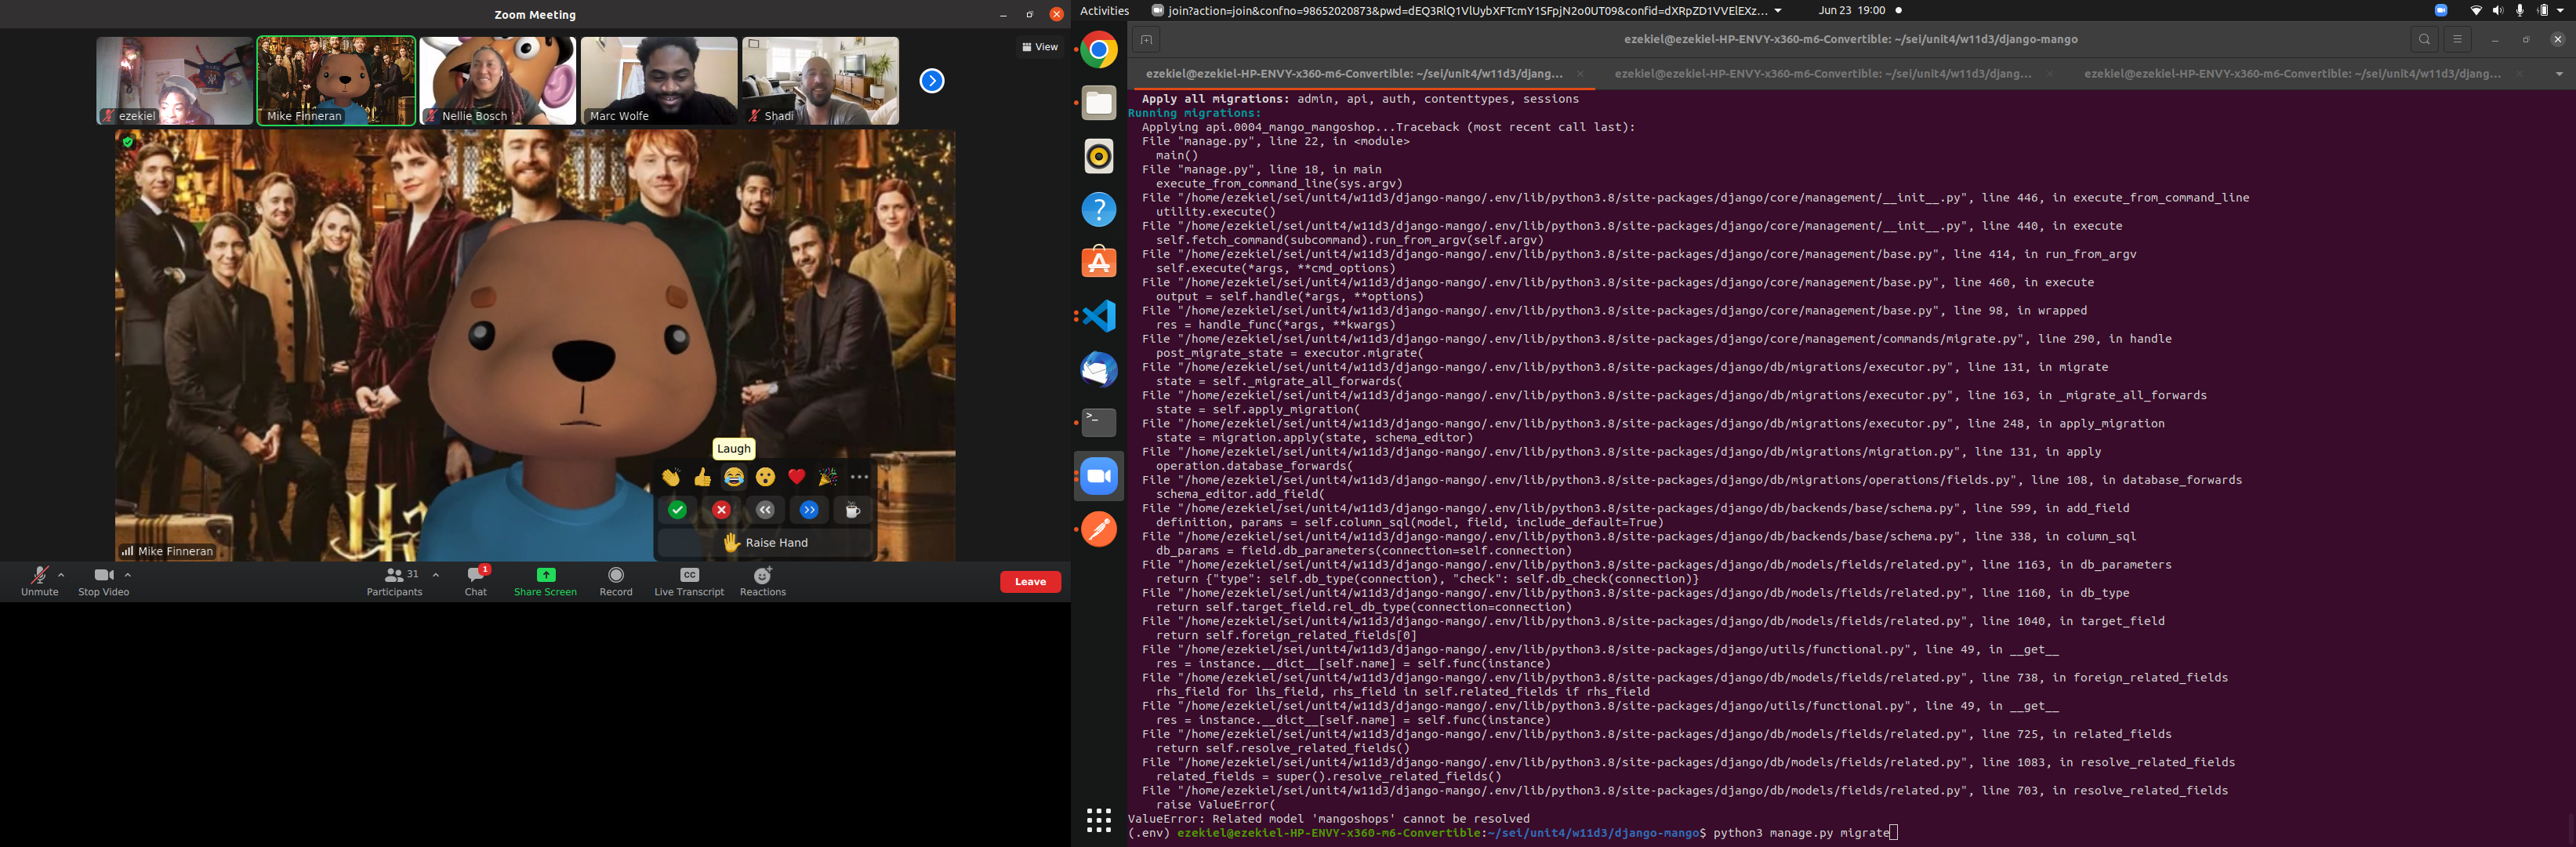 Zoom Meeting
View
ezekiel
Mike Finneran
Nellie Bosch
Marc Wolfe
Shadi
Laugh
Raise Hand
Mike Finneran
Unmute
Stop Video
31
Participants
1
Chat
Share Screen
Record
CC
Live Transcript
Reactions
Leave
Activities
join?action=join&confno=98652020873&pwd=dEQ3RlQ1VlUybXFTcmY1SFpjN2o0UT09&confid=dXRpZD1VVElEXz...
Jun 23 19:00
ezekiel@ezekiel-HP-ENVY-x360-m6-Convertible: ~/sei/unit4/w11d3/django-mango
ezekiel@ezekiel-HP-ENVY-x360-m6-Convertible: ~/sei/unit4/w11d3/djang...
ezekiel@ezekiel-HP-ENVY-x360-m6-Convertible: ~/sei/unit4/w11d3/djang...
ezekiel@ezekiel-HP-ENVY-x360-m6-Convertible: ~/sei/unit4/w11d3/djang...
Apply all migrations: admin, api, auth, contenttypes, sessions
Running migrations:
Applying api.0004_mango_mangoshop...Traceback (most recent call last):
File "manage.py", line 22, in <module>
main()
File "manage.py", line 18, in main
execute_from_command_line(sys.argv)
File "/home/ezekiel/sei/unit4/w11d3/django-mango/.env/lib/python3.8/site-packages/django/core/management/__init__.py", line 446, in execute_from_command_line
utility.execute()
File "/home/ezekiel/sei/unit4/w11d3/django-mango/.env/lib/python3.8/site-packages/django/core/management/__init__.py", line 440, in execute
self.fetch_command(subcommand).run_from_argv(self.argv)
File "/home/ezekiel/sei/unit4/w11d3/django-mango/.env/lib/python3.8/site-packages/django/core/management/base.py", line 414, in run_from_argv
self.execute(*args, **cmd_options)
File "/home/ezekiel/sei/unit4/w11d3/django-mango/.env/lib/python3.8/site-packages/django/core/management/base.py", line 460, in execute
output = self.handle(*args, **options)
File "/home/ezekiel/sei/unit4/w11d3/django-mango/.env/lib/python3.8/site-packages/django/core/management/base.py", line 98, in wrapped
res = handle_func(*args, **kwargs)
File "/home/ezekiel/sei/unit4/w11d3/django-mango/.env/lib/python3.8/site-packages/django/core/management/commands/migrate.py", line 290, in handle
post_migrate_state = executor.migrate(
File "/home/ezekiel/sei/unit4/w11d3/django-mango/.env/lib/python3.8/site-packages/django/db/migrations/executor.py", line 131, in migrate
state = self._migrate_all_forwards(
File "/home/ezekiel/sei/unit4/w11d3/django-mango/.env/lib/python3.8/site-packages/django/db/migrations/executor.py", line 163, in _migrate_all_forwards
state = self.apply_migration(
File "/home/ezekiel/sei/unit4/w11d3/django-mango/.env/lib/python3.8/site-packages/django/db/migrations/executor.py", line 248, in apply_migration
state = migration.apply(state, schema_editor)
File "/home/ezekiel/sei/unit4/w11d3/django-mango/.env/lib/python3.8/site-packages/django/db/migrations/migration.py", line 131, in apply
operation.database_forwards(
File "/home/ezekiel/sei/unit4/w11d3/django-mango/.env/lib/python3.8/site-packages/django/db/migrations/operations/fields.py", line 108, in database_forwards
schema_editor.add_field(
File "/home/ezekiel/sei/unit4/w11d3/django-mango/.env/lib/python3.8/site-packages/django/db/backends/base/schema.py", line 599, in add_field
definition, params = self.column_sql(model, field, include_default=True)
File "/home/ezekiel/sei/unit4/w11d3/django-mango/.env/lib/python3.8/site-packages/django/db/backends/base/schema.py", line 338, in column_sql
db_params = field.db_parameters(connection=self.connection)
File "/home/ezekiel/sei/unit4/w11d3/django-mango/.env/lib/python3.8/site-packages/django/db/models/fields/related.py", line 1163, in db_parameters
return {"type": self.db_type(connection), "check": self.db_check(connection)}
File "/home/ezekiel/sei/unit4/w11d3/django-mango/.env/lib/python3.8/site-packages/django/db/models/fields/related.py", line 1160, in db_type
return self.target_field.rel_db_type(connection=connection)
File "/home/ezekiel/sei/unit4/w11d3/django-mango/.env/lib/python3.8/site-packages/django/db/models/fields/related.py", line 1040, in target_field
return self.foreign_related_fields[0]
File "/home/ezekiel/sei/unit4/w11d3/django-mango/.env/lib/python3.8/site-packages/django/utils/functional.py", line 49, in __get__
res = instance.__dict__[self.name] = self.func(instance)
File "/home/ezekiel/sei/unit4/w11d3/django-mango/.env/lib/python3.8/site-packages/django/db/models/fields/related.py", line 738, in foreign_related_fields
rhs_field for lhs_field, rhs_field in self.related_fields if rhs_field
File "/home/ezekiel/sei/unit4/w11d3/django-mango/.env/lib/python3.8/site-packages/django/utils/functional.py", line 49, in __get__
res = instance.__dict__[self.name] = self.func(instance)
File "/home/ezekiel/sei/unit4/w11d3/django-mango/.env/lib/python3.8/site-packages/django/db/models/fields/related.py", line 725, in related_fields
return self.resolve_related_fields()
File "/home/ezekiel/sei/unit4/w11d3/django-mango/.env/lib/python3.8/site-packages/django/db/models/fields/related.py", line 1083, in resolve_related_fields
related_fields = super().resolve_related_fields()
File "/home/ezekiel/sei/unit4/w11d3/django-mango/.env/lib/python3.8/site-packages/django/db/models/fields/related.py", line 703, in resolve_related_fields
raise ValueError(
ValueError: Related model 'mangoshops' cannot be resolved
(.env) ezekiel@ezekiel-HP-ENVY-x360-m6-Convertible:~/sei/unit4/w11d3/django-mango$ python3 manage.py migrate